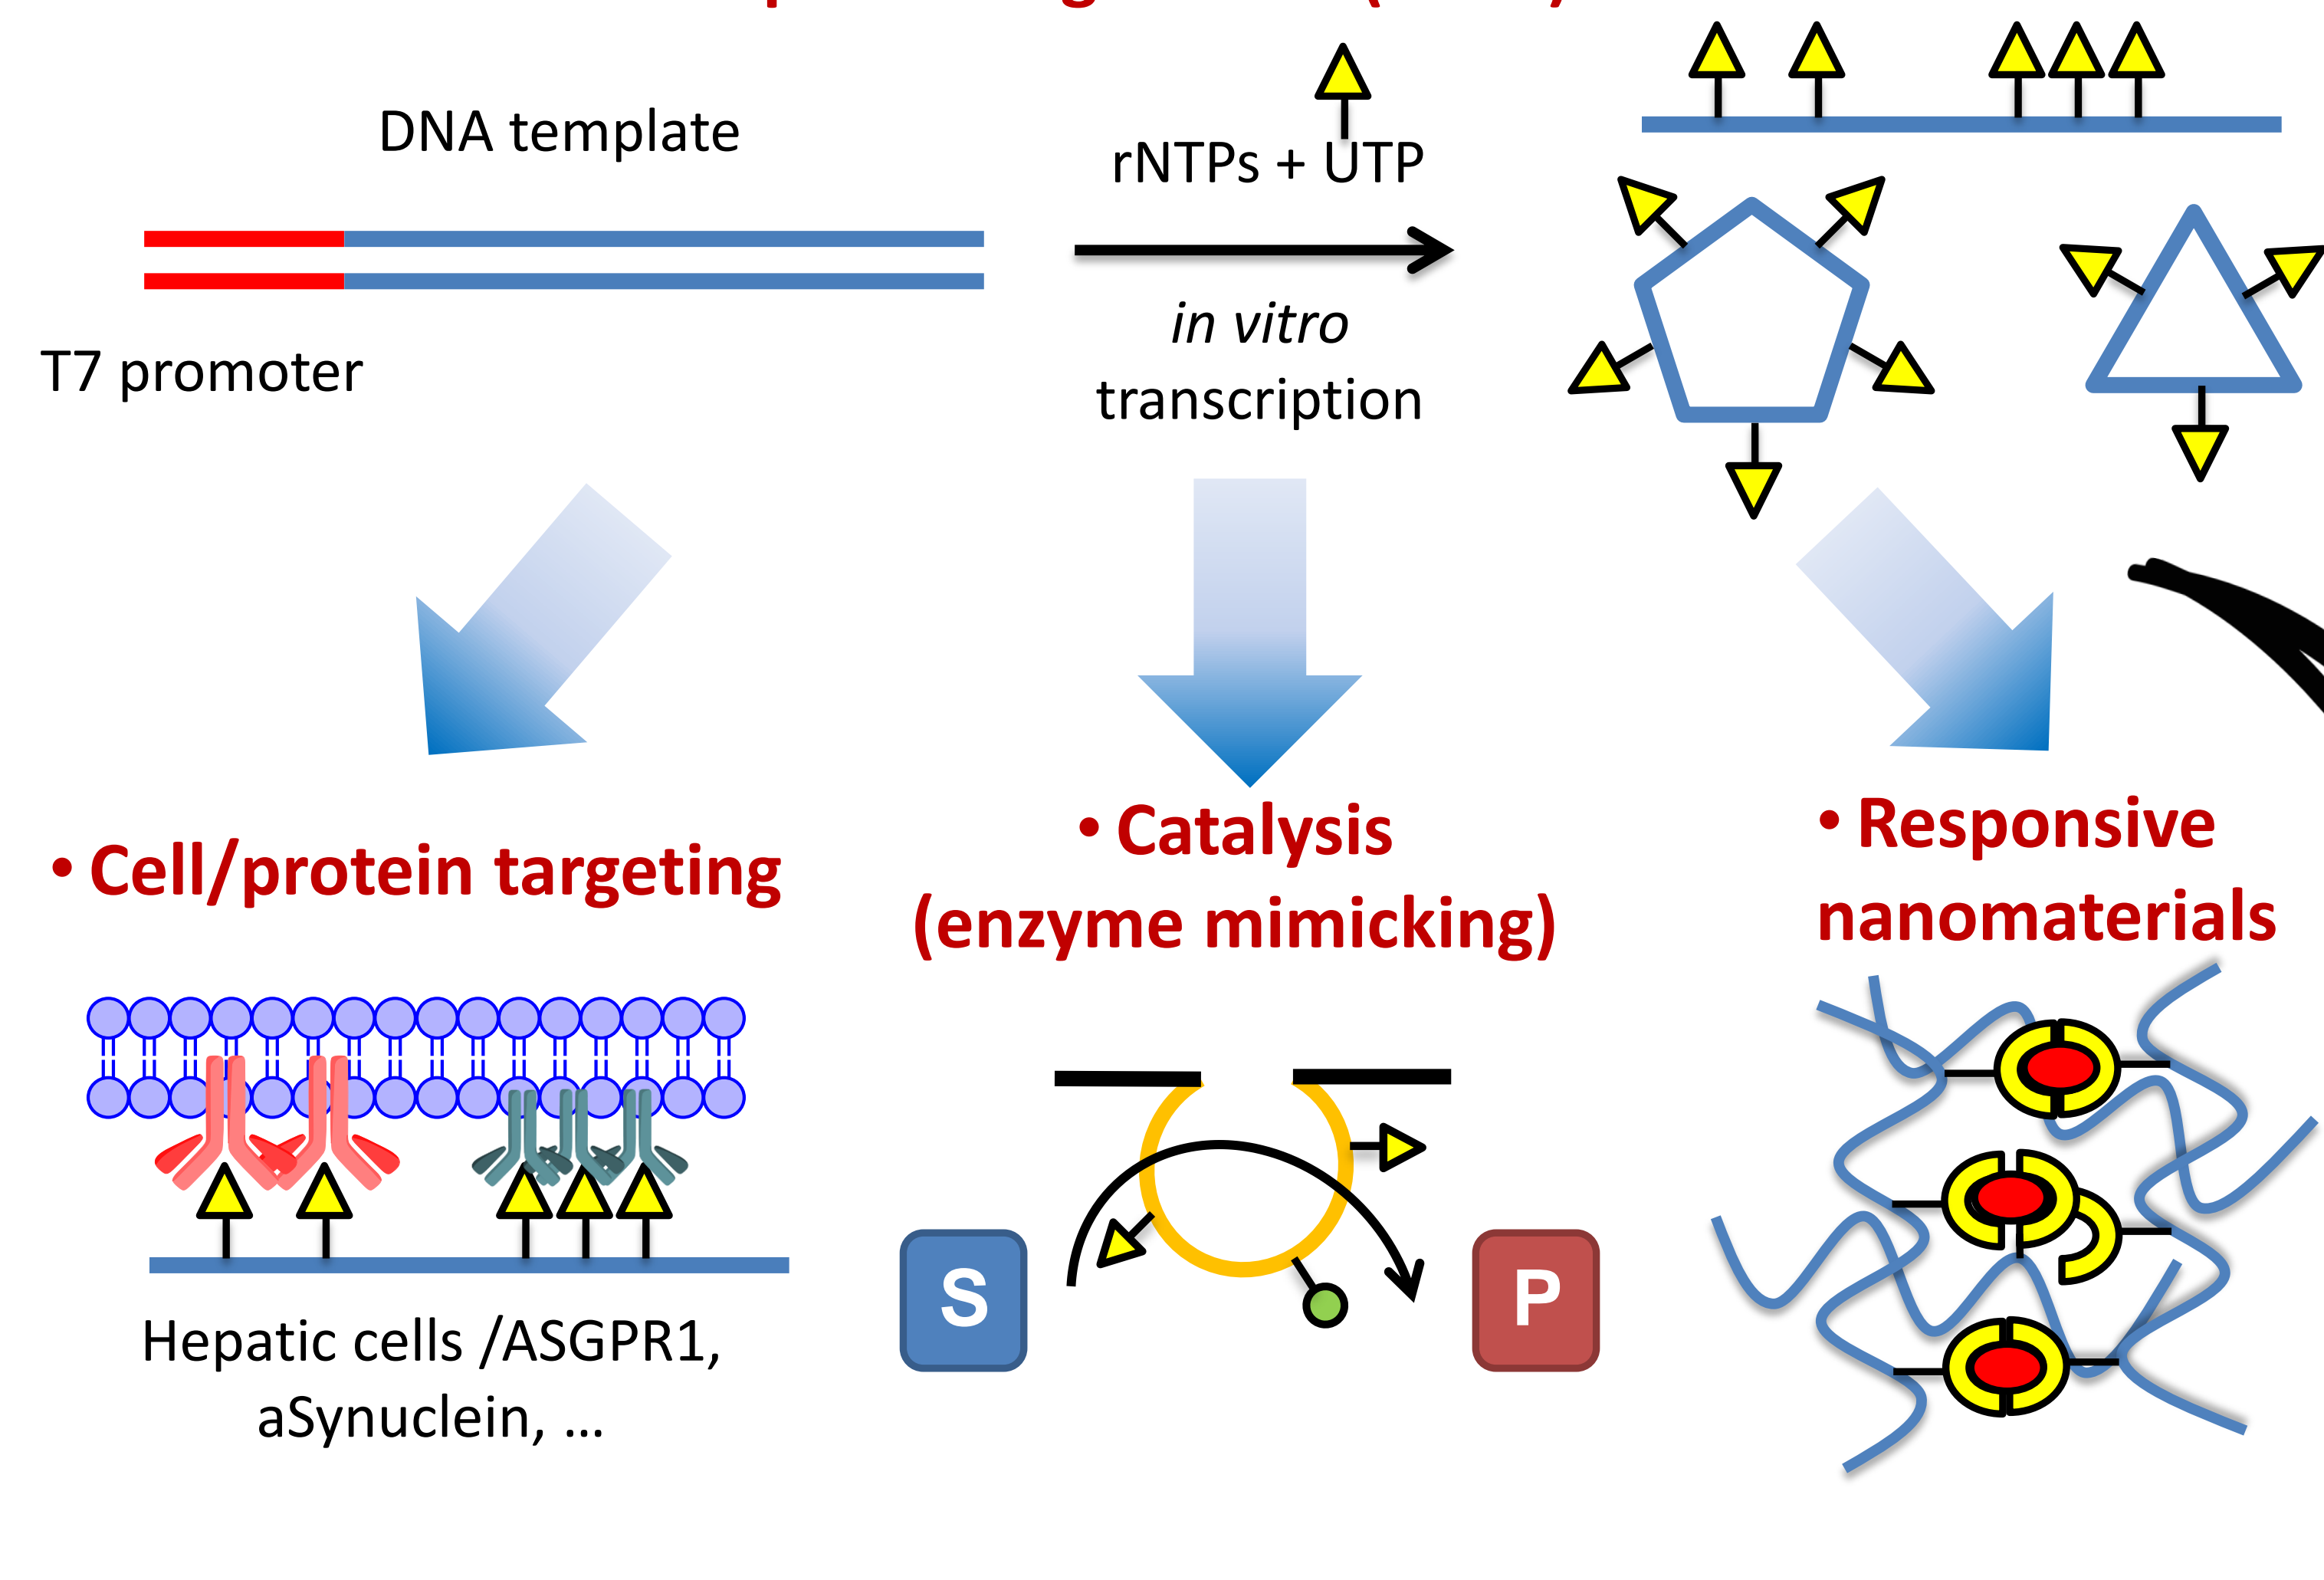 DNA template
rNTPs + UTP
in vitro
transcription
T7 promoter
• Cell/protein targeting
• Catalysis
(enzyme mimicking)
• Responsive
nanomaterials
S
P
Hepatic cells /ASGPR1,
aSynuclein, ...